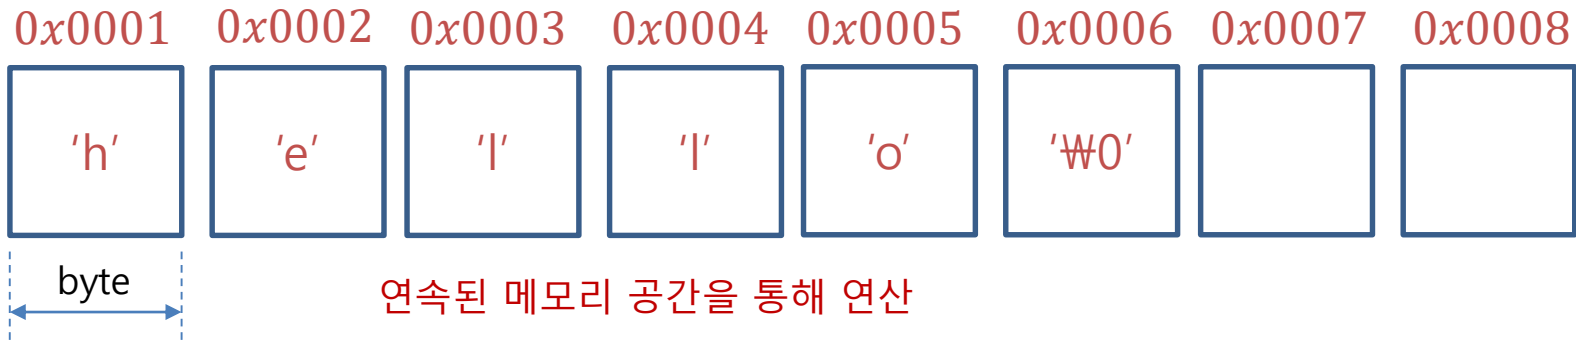 0x0001 0x0002 0x0003 0x0004 0x0005 0x0006 0x0007 0x0008
'h' 'e' 'l' 'l' 'o' '₩0'
byte
연속된 메모리 공간을 통해 연산